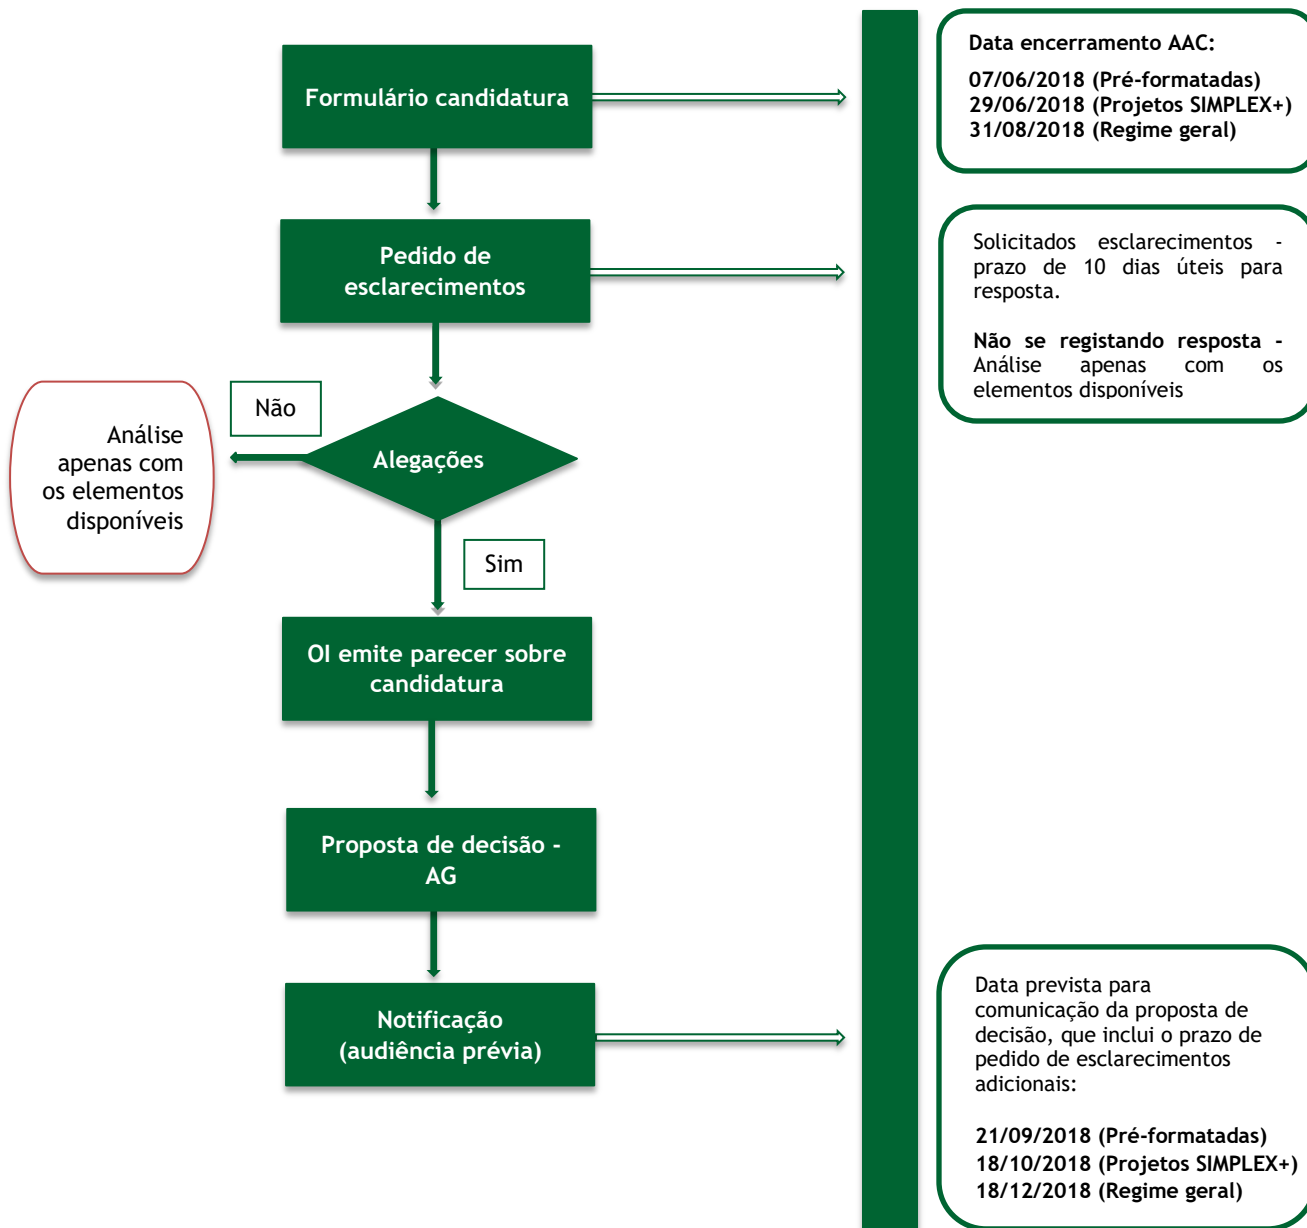 Formulário candidatura
Data encerramento AAC:
07/06/2018 (Pré-formatadas)
29/06/2018 (Projetos SIMPLEX+)
31/08/2018 (Regime geral)
Pedido de
esclarecimentos
Solicitados esclarecimentos -
prazo de 10 dias úteis para
resposta.
Não se registando resposta -
Análise apenas com os
elementos disponíveis
Não
Alegações
Análise
apenas com
os elementos
disponíveis
Sim
OI emite parecer sobre
candidatura
Proposta de decisão -
AG
Notificação
(audiência prévia)
Data prevista para
comunicação da proposta de
decisão, que inclui o prazo de
pedido de esclarecimentos
adicionais:
21/09/2018 (Pré-formatadas)
18/10/2018 (Projetos SIMPLEX+)
18/12/2018 (Regime geral)